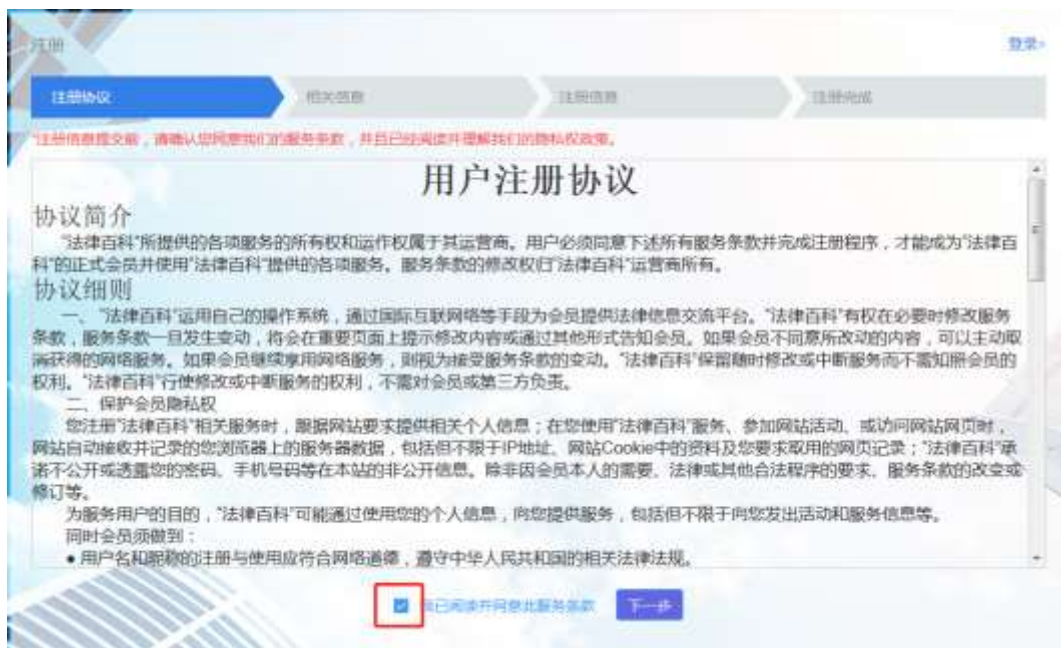 注册
登录>
注册协议
相关信息
注册信息
注册完成
*注册信息提交前，请确认您同意我们的服务条款，并且已经阅读并理解我们的隐私权政策。
用户注册协议
协议简介
“法律百科”所提供的各项服务的所有权和运作权属于其运营商。用户必须同意下述所有服务条款并完成注册程序，才能成为“法律百
科”的正式会员并使用“法律百科”提供的各项服务。服务条款的修改权归“法律百科”运营商所有。
协议细则
一、 “法律百科”运用自己的操作系统，通过国际互联网络等手段为会员提供法律信息交流平台。“法律百科”有权在必要时修改服务
条款，服务条款一旦发生变动，将会在重要页面上提示修改内容或通过其他形式告知会员。如果会员不同意所改动的内容，可以主动取
消获得的网络服务。如果会员继续享用网络服务，则视为接受服务条款的变动。“法律百科”保留随时修改或中断服务而不需知照会员的
权利。“法律百科”行使修改或中断服务的权利，不需对会员或第三方负责。
二、保护会员隐私权
您注册“法律百科”相关服务时，跟据网站要求提供相关个人信息；在您使用“法律百科”服务、参加网站活动、或访问网站网页时，
网站自动接收并记录的您浏览器上的服务器数据，包括但不限于IP地址、网站Cookie中的资料及您要求取用的网页记录；“法律百科”承
诺不公开或透露您的密码、手机号码等在本站的非公开信息。除非因会员本人的需要、法律或其他合法程序的要求、服务条款的改变或
修订等。
为服务用户的目的，“法律百科”可能通过使用您的个人信息，向您提供服务，包括但不限于向您发出活动和服务信息等。
同时会员须做到：
● 用户名和昵称的注册与使用应符合网络道德，遵守中华人民共和国的相关法律法规。
我已阅读并同意此服务条款
下一步